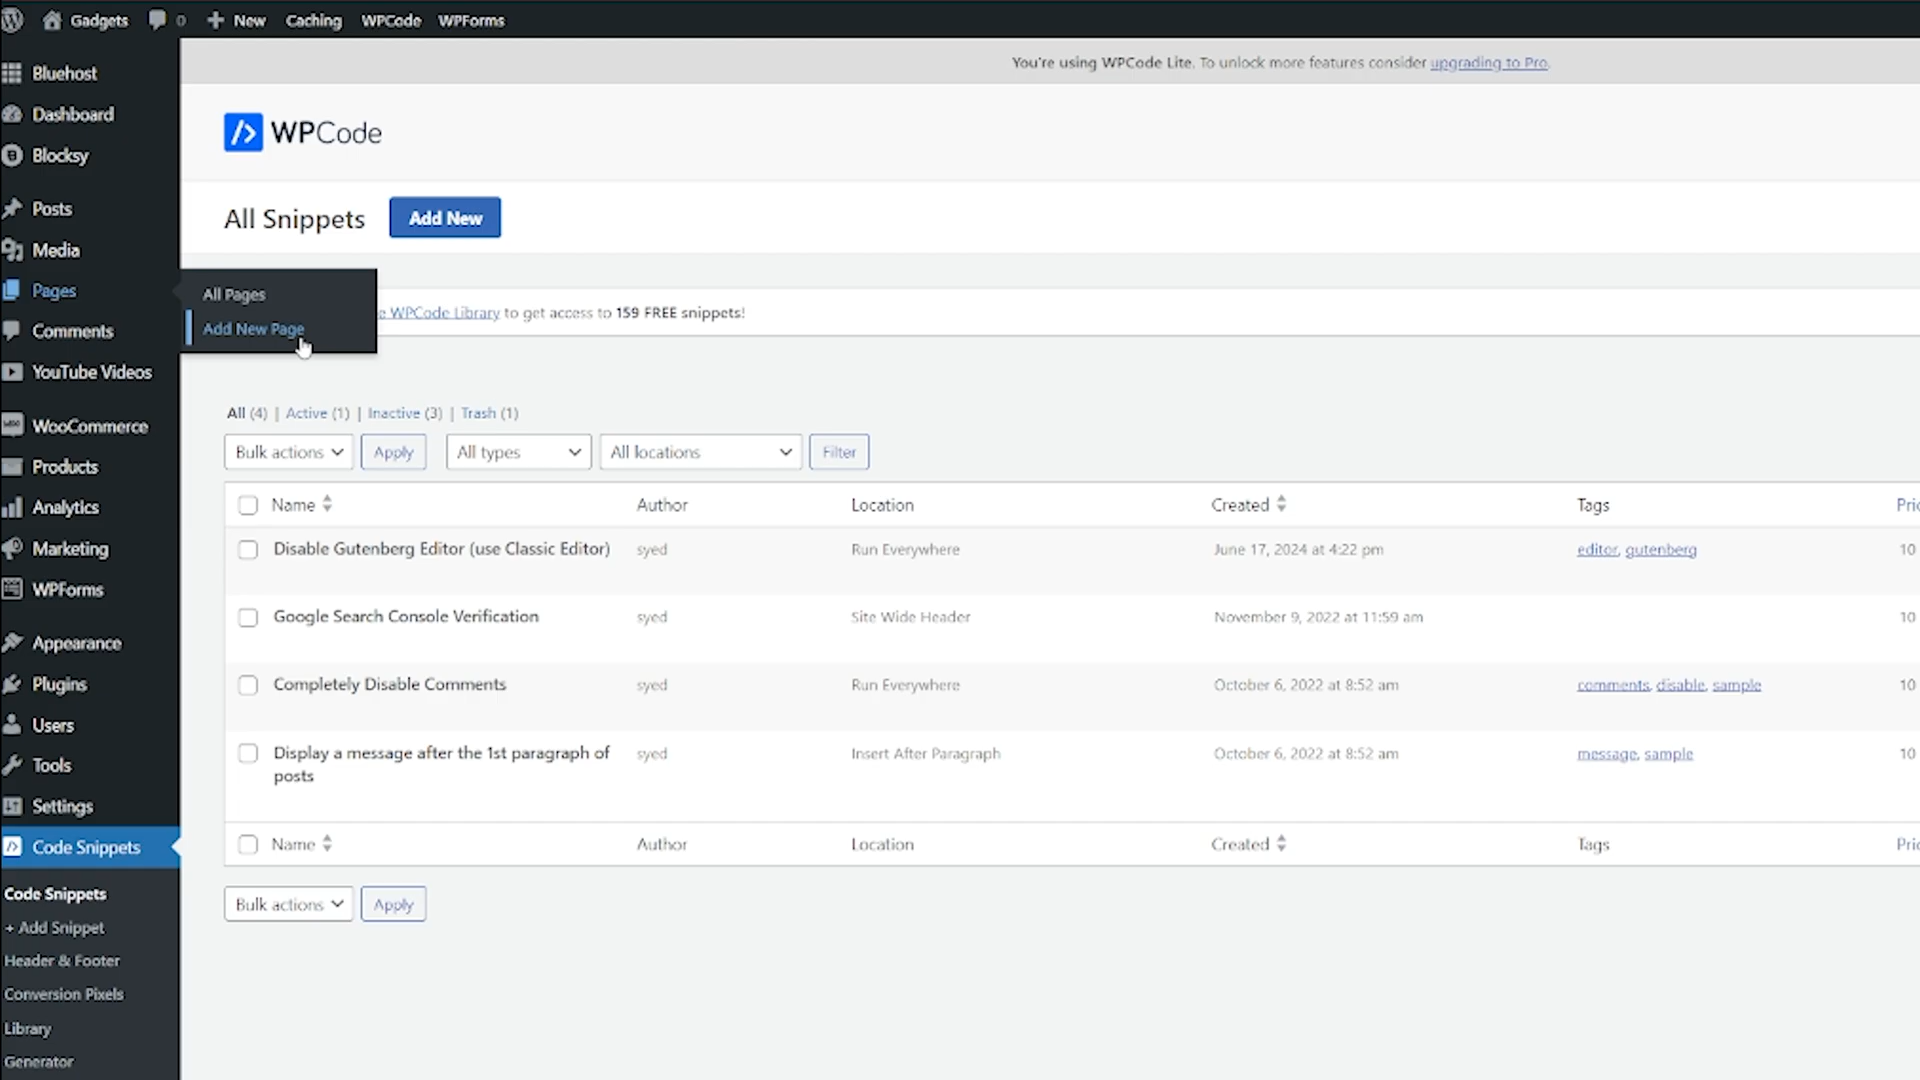 Gadgets 0 New Caching WPCode WPForms
Bluehost
Dashboard
Blocksy
Posts
Media
Pages
Comments
YouTube Videos
WooCommerce
Products
Analytics
Marketing
WPForms
Appearance
Plugins
Users
Tools
Settings
Code Snippets
Code Snippets
+ Add Snippet
Header & Footer
Conversion Pixels
Library
Generator
All Pages
Add New Page
You're using WPCode Lite. To unlock more features consider upgrading to Pro.
WPCode
All Snippets Add New
WPCode Library to get access to 159 FREE snippets!
All (4) | Active (1) | Inactive (3) | Trash (1)
Bulk actions Apply All types All locations Filter
Name Author Location Created Tags
Disable Gutenberg Editor (use Classic Editor) syed Run Everywhere June 17, 2024 at 4:22 pm editor, gutenberg 10
Google Search Console Verification syed Site Wide Header November 9, 2022 at 11:59 am 10
Completely Disable Comments syed Run Everywhere October 6, 2022 at 8:52 am comments, disable, sample 10
Display a message after the 1st paragraph of syed Insert After Paragraph October 6, 2022 at 8:52 am message, sample 10
posts
Name Author Location Created Tags
Bulk actions Apply